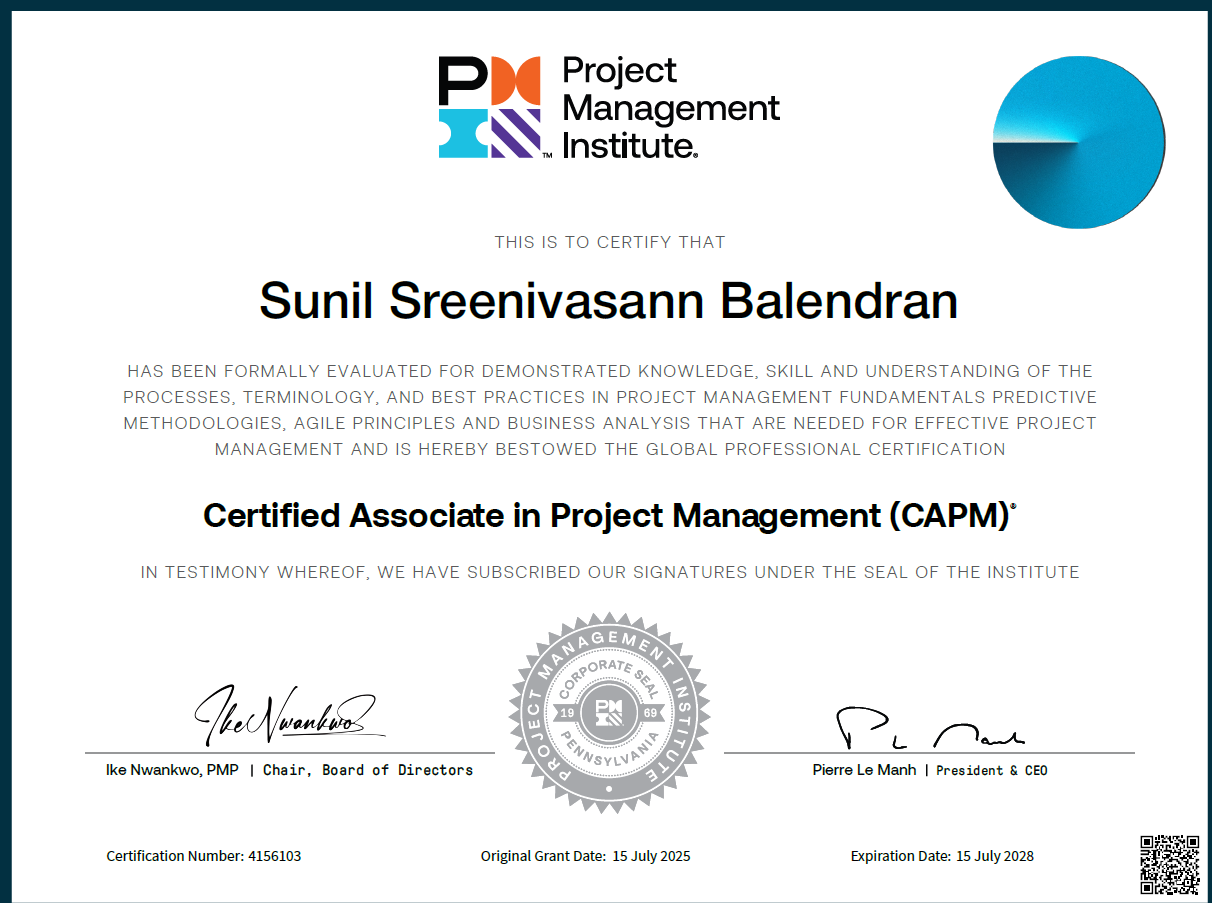 PM
Project
Management
Institute.®
™
THIS IS TO CERTIFY THAT
Sunil Sreenivasann Balendran
HAS BEEN FORMALLY EVALUATED FOR DEMONSTRATED KNOWLEDGE, SKILL AND UNDERSTANDING OF THE
PROCESSES, TERMINOLOGY, AND BEST PRACTICES IN PROJECT MANAGEMENT FUNDAMENTALS PREDICTIVE
METHODOLOGIES, AGILE PRINCIPLES AND BUSINESS ANALYSIS THAT ARE NEEDED FOR EFFECTIVE PROJECT
MANAGEMENT AND IS HEREBY BESTOWED THE GLOBAL PROFESSIONAL CERTIFICATION
Certified Associate in Project Management (CAPM)®
IN TESTIMONY WHEREOF, WE HAVE SUBSCRIBED OUR SIGNATURES UNDER THE SEAL OF THE INSTITUTE
PROJECT MANAGEMENT INSTITUTE
CORPORATE SEAL
19 PM 69
PENNSYLVANIA
Ike Nwankwo
Ike Nwankwo, PMP | Chair, Board of Directors
Pierre Le Manh | President & CEO
Certification Number: 4156103
Original Grant Date: 15 July 2025
Expiration Date: 15 July 2028